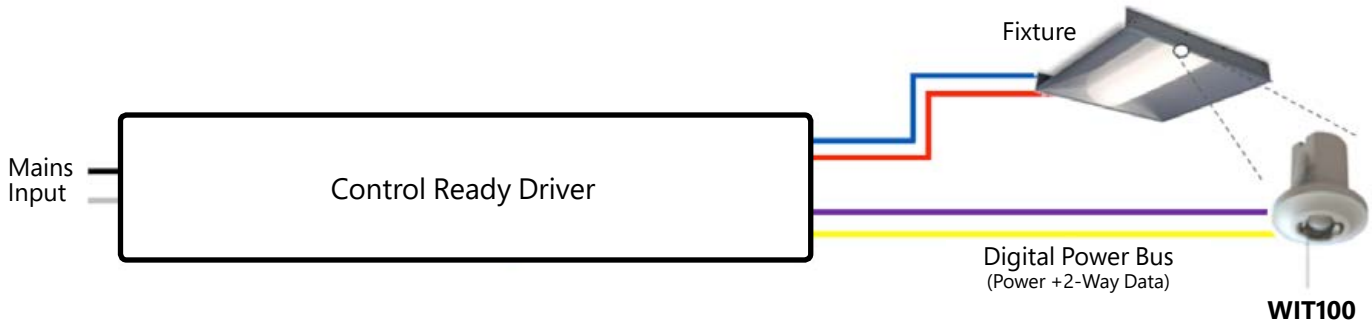 Fixture
Mains
Input
Control Ready Driver
Digital Power Bus
(Power +2-Way Data)
WIT100